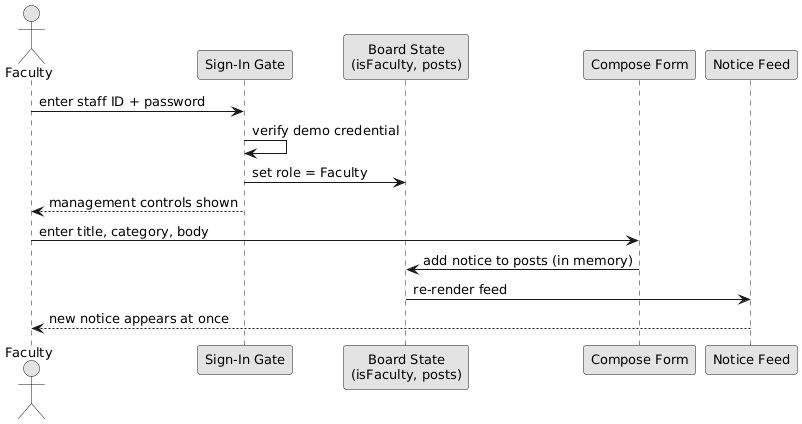 Faculty
Sign-In Gate
Board State
(isFaculty, posts)
Compose Form
Notice Feed
enter staff ID + password
verify demo credential
set role = Faculty
management controls shown
enter title, category, body
add notice to posts (in memory)
re-render feed
new notice appears at once
Faculty
Sign-In Gate
Board State
(isFaculty, posts)
Compose Form
Notice Feed